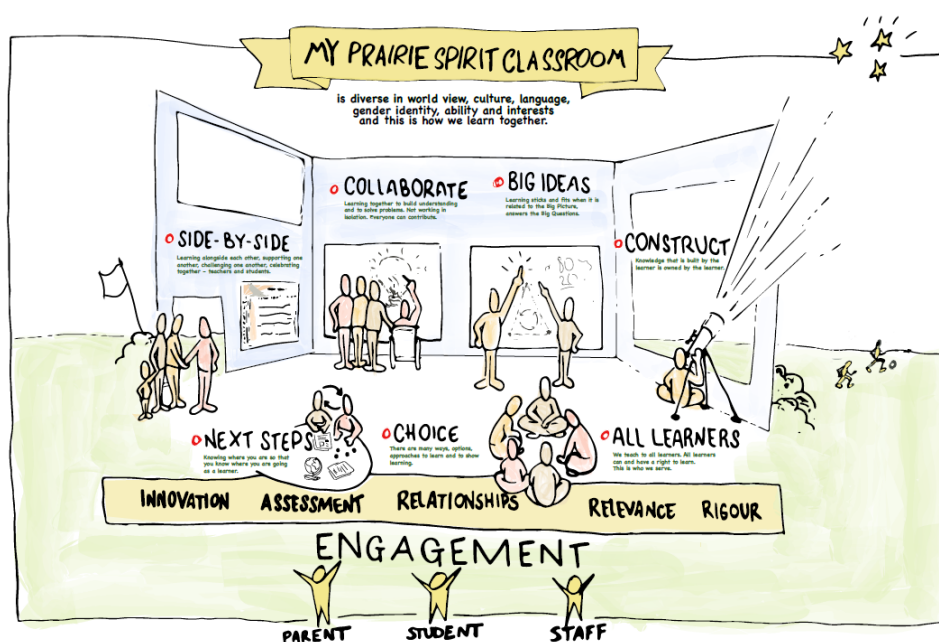 MY PRAIRIE SPIRIT CLASSROOM
is diverse in world view, culture, language,
gender identity, ability and interests
and this is how we learn together.
COLLABORATE
Learning together to build understanding
and to solve problems. Not working in
isolation. Everyone can contribute.
BIG IDEAS
Learning sticks and fits when it is
related to the Big Picture,
answers the Big Questions.
SIDE-BY-SIDE
Learning alongside each other, supporting one
another, challenging one another, celebrating
together – teachers and students.
CONSTRUCT
Knowledge that is built by the
learner is owned by the learner.
NEXT STEPS
Knowing where you are so that
you know where you are going
as a learner.
CHOICE
There are many ways, options,
approaches to learn and to show
learning.
ALL LEARNERS
We teach to all learners. All learners
can and have a right to learn.
This is who we serve.
INNOVATION ASSESSMENT RELATIONSHIPS RELEVANCE RIGOUR
ENGAGEMENT
PARENT STUDENT STAFF